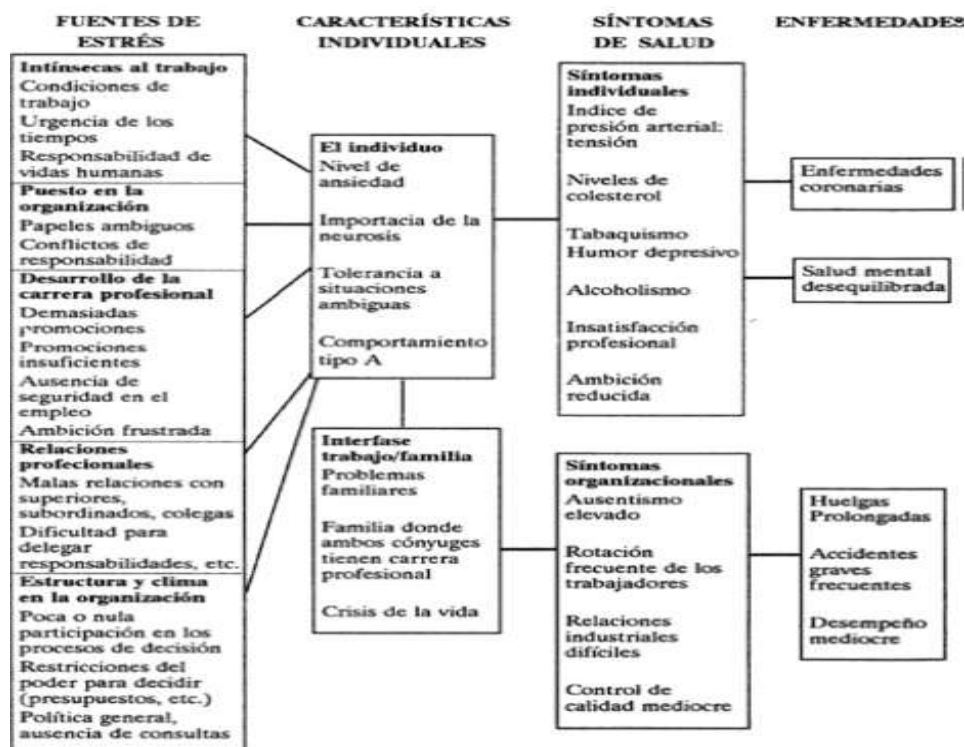 FUENTES DE
ESTRÉS
CARACTERÍSTICAS
INDIVIDUALES
SÍNTOMAS
DE SALUD
ENFERMEDADES
Intínsecas al trabajo
Condiciones de
trabajo
Urgencia de los
tiempos
Responsabilidad de
vidas humanas
Puesto en la
organización
Papeles ambiguos
Conflictos de
responsabilidad
Desarrollo de la
carrera profesional
Demasiadas
promociones
Promociones
insuficientes
Ausencia de
seguridad en el
empleo
Ambición frustrada
Relaciones
profecionales
Malas relaciones con
superiores,
subordinados, colegas
Dificultad para
delegar
responsabilidades, etc.
Estructura y clima
en la organización
Poca o nula
participación en los
procesos de decisión
Restricciones del
poder para decidir
(presupuestos, etc.)
Política general,
ausencia de consultas
El individuo
Nivel de
ansiedad
Importacia de la
neurosis
Tolerancia a
situaciones
ambiguas
Comportamiento
tipo A
Interfase
trabajo/familia
Problemas
familiares
Familia donde
ambos cónyuges
tienen carrera
profesional
Crisis de la vida
Síntomas
individuales
Indice de
presión arterial:
tensión
Niveles de
colesterol
Tabaquismo
Humor depresivo
Alcoholismo
Insatisfacción
profesional
Ambición
reducida
Síntomas
organizacionales
Ausentismo
elevado
Rotación
frecuente de los
trabajadores
Relaciones
industriales
difíciles
Control de
calidad mediocre
Enfermedades
coronarias
Salud mental
desequilibrada
Huelgas
Prolongadas
Accidentes
graves
frecuentes
Desempeño
mediocre